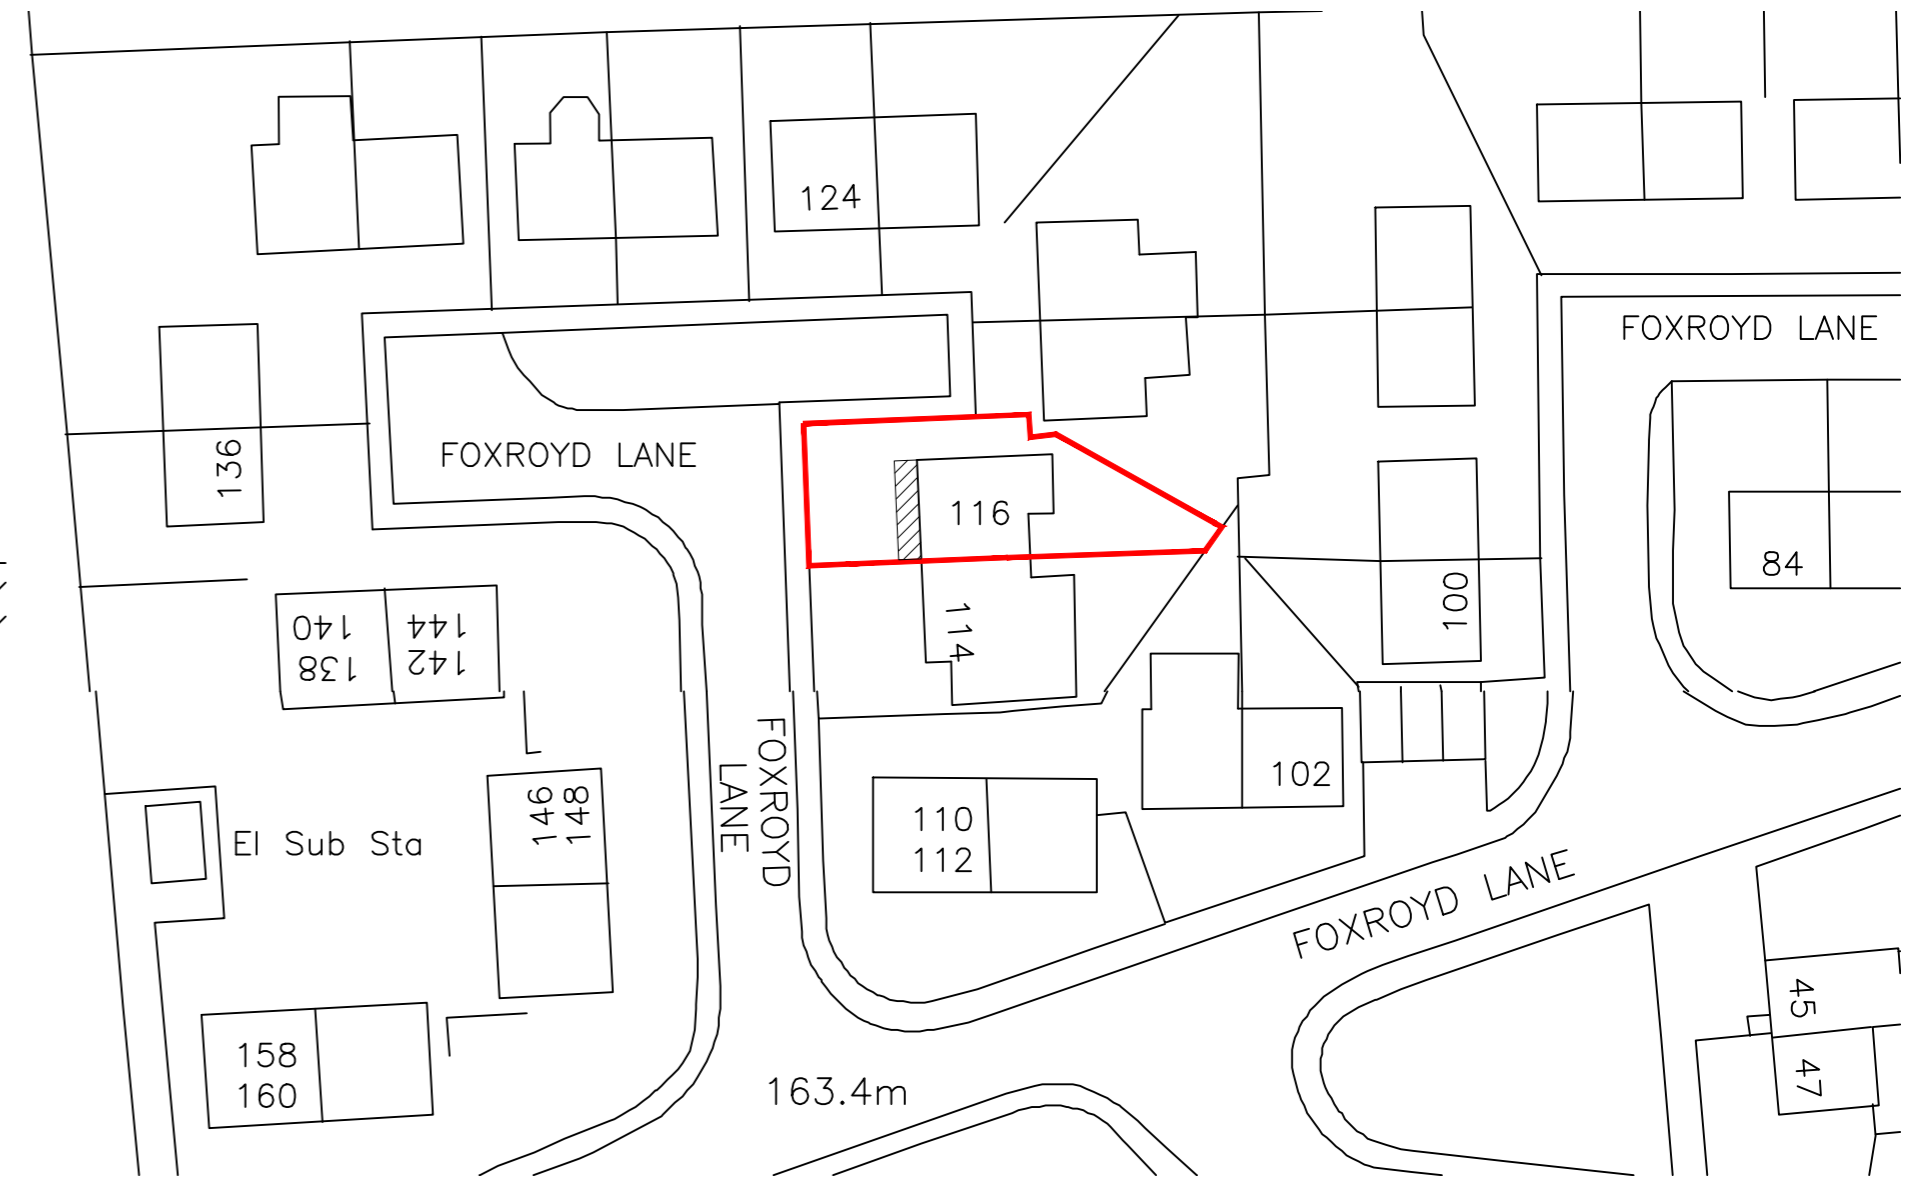 124
FOXROYD LANE
136
FOXROYD LANE
116
84
100
114
140
138
144
142
FOXROYD
LANE
102
146
148
El Sub Sta
110
112
FOXROYD LANE
45
47
158
160
163.4m